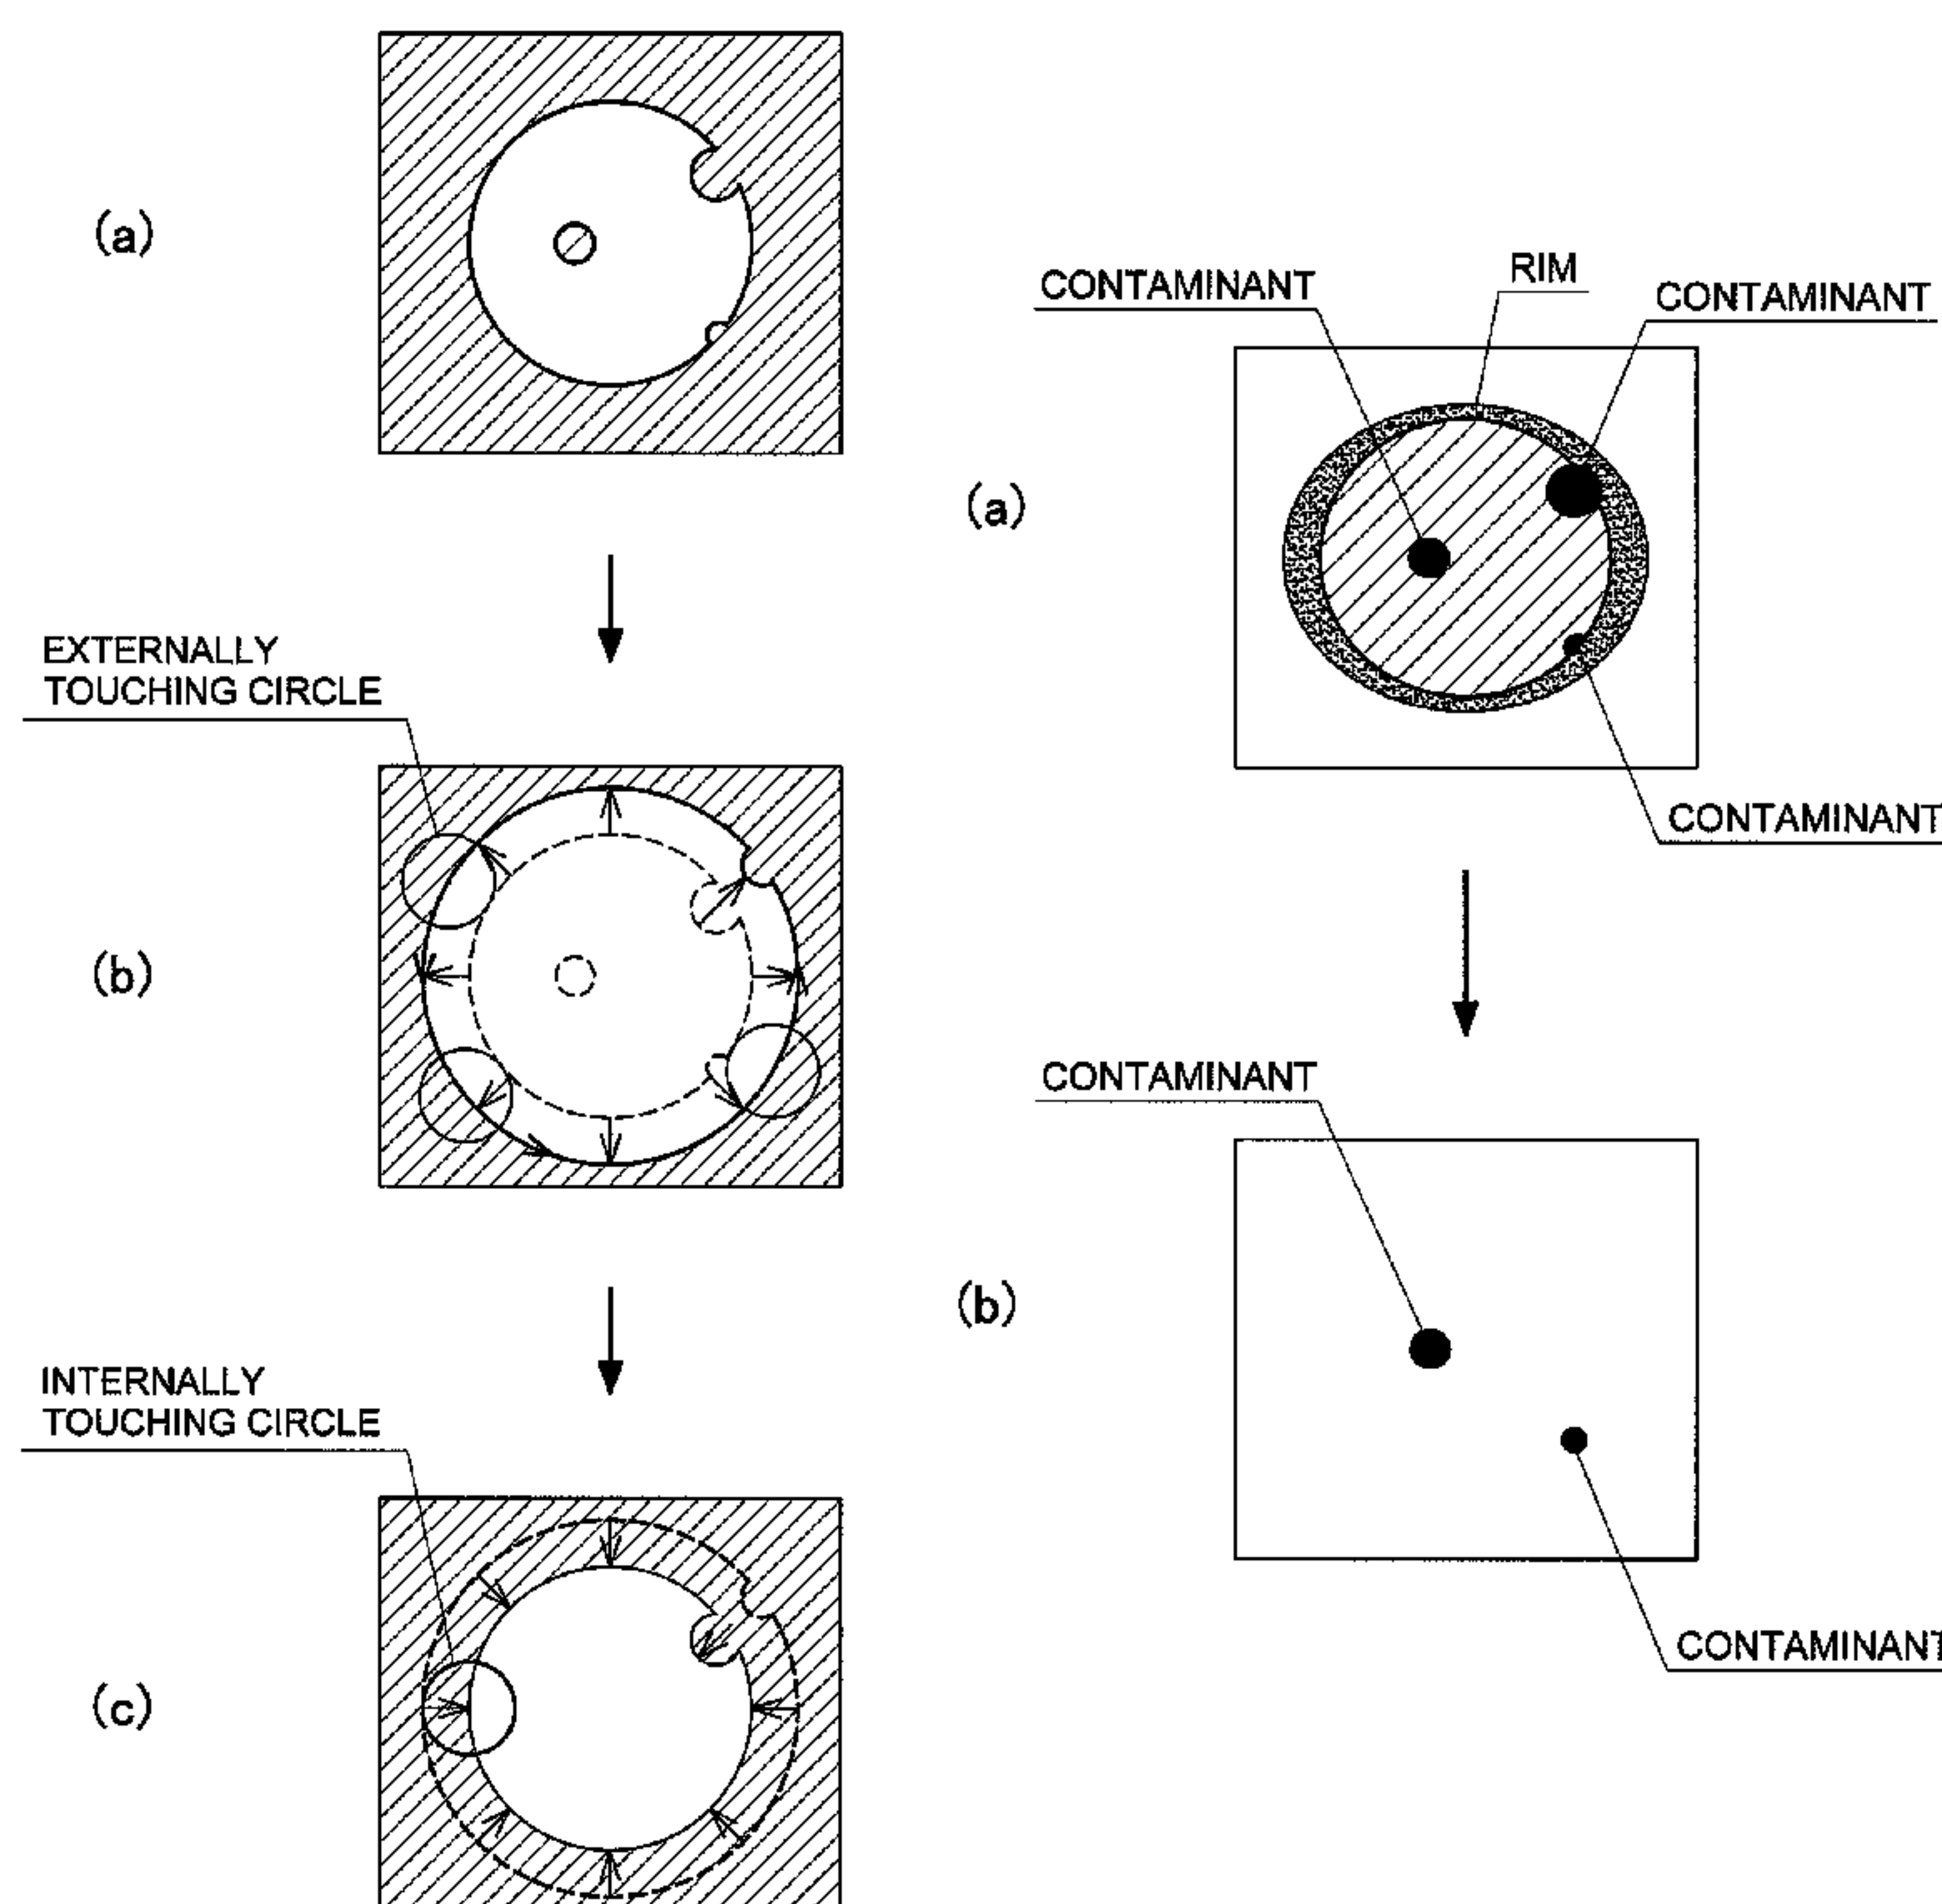 (a)
EXTERNALLY
TOUCHING CIRCLE
(b)
INTERNALLY
TOUCHING CIRCLE
(c)
CONTAMINANT
RIM
CONTAMINANT
(a)
CONTAMINANT
CONTAMINANT
(b)
CONTAMINANT